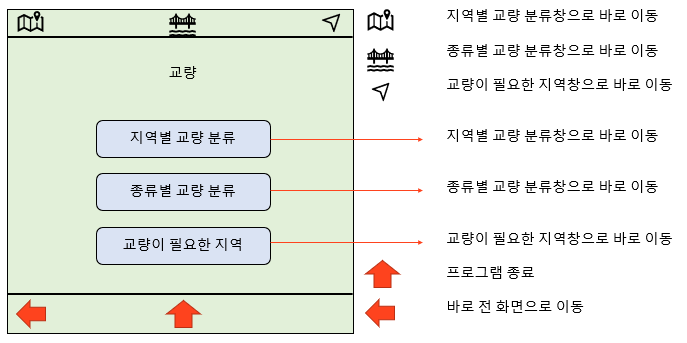 지역별 교량 분류창으로 바로 이동
종류별 교량 분류창으로 바로 이동
교량
교량이 필요한 지역창으로 바로 이동
지역별 교량 분류
지역별 교량 분류창으로 바로 이동
종류별 교량 분류
종류별 교량 분류창으로 바로 이동
교량이 필요한 지역
교량이 필요한 지역창으로 바로 이동
프로그램 종료
바로 전 화면으로 이동